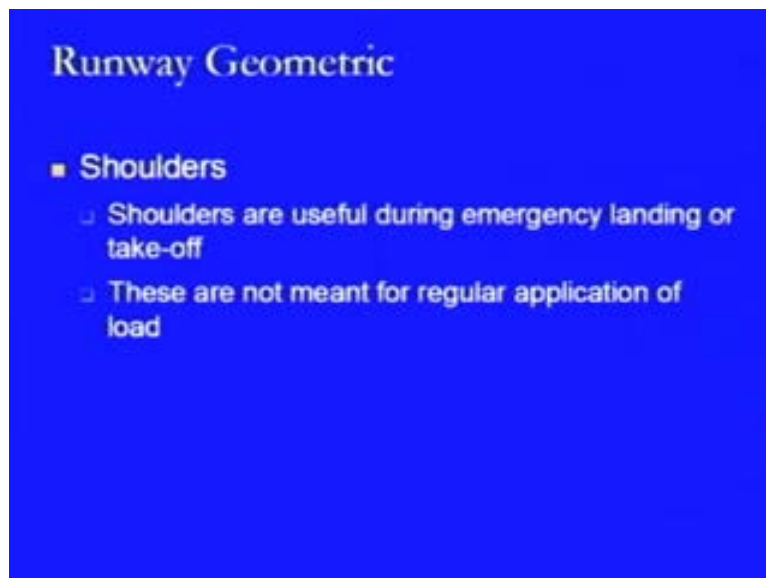 Runway Geometric
Shoulders
Shoulders are useful during emergency landing or
take-off
These are not meant for regular application of
load